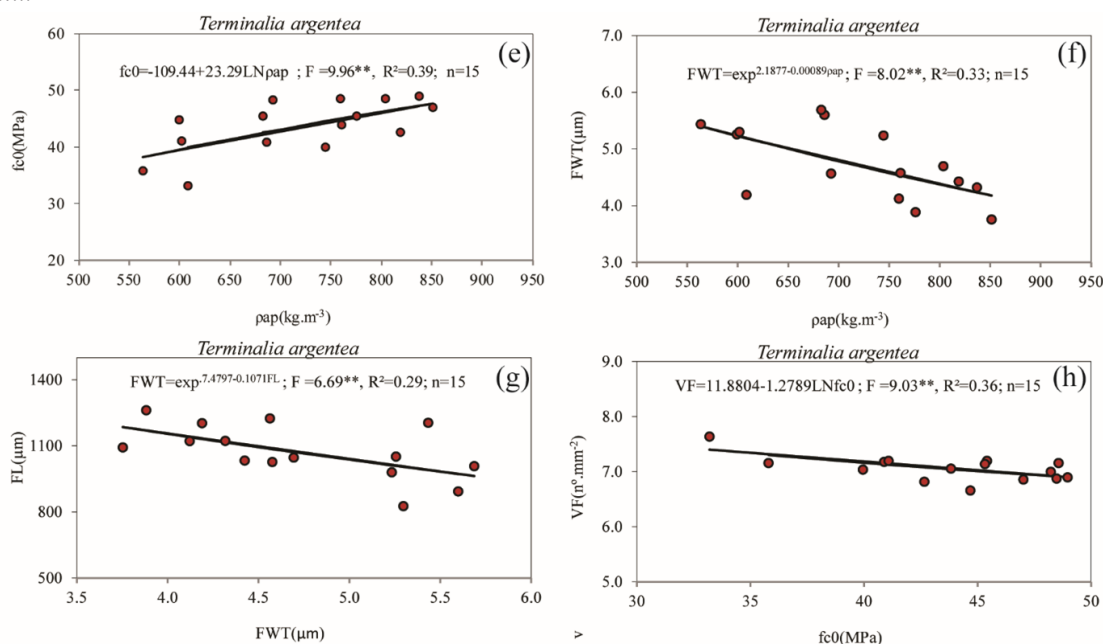 Terminalia argentea
(e)
fc0=-109.44+23.29LNρap ; F =9.96**, R²=0.39; n=15
fc0(MPa)
60
50
40
30
20
500 550 600 650 700 750 800 850 900 950
ρap(kg.m-3)
Terminalia argentea
(f)
FWT=exp2.1877-0.00089ρap; F =8.02**, R²=0.33; n=15
FWT(μm)
7.0
6.0
5.0
4.0
3.0
500 550 600 650 700 750 800 850 900 950
ρap(kg.m-3)
Terminalia argentea
(g)
FWT=exp.7.4797-0.1071FL; F =6.69**, R²=0.29; n=15
FL(μm)
1400
1100
800
500
3.5 4.0 4.5 5.0 5.5 6.0
FWT(μm)
Terminalia argentea
(h)
VF=11.8804-1.2789LNfc0 ; F =9.03**, R²=0.36; n=15
VF(nº.mm-2)
9.0
8.0
7.0
6.0
5.0
30 40 50
v
fc0(MPa)